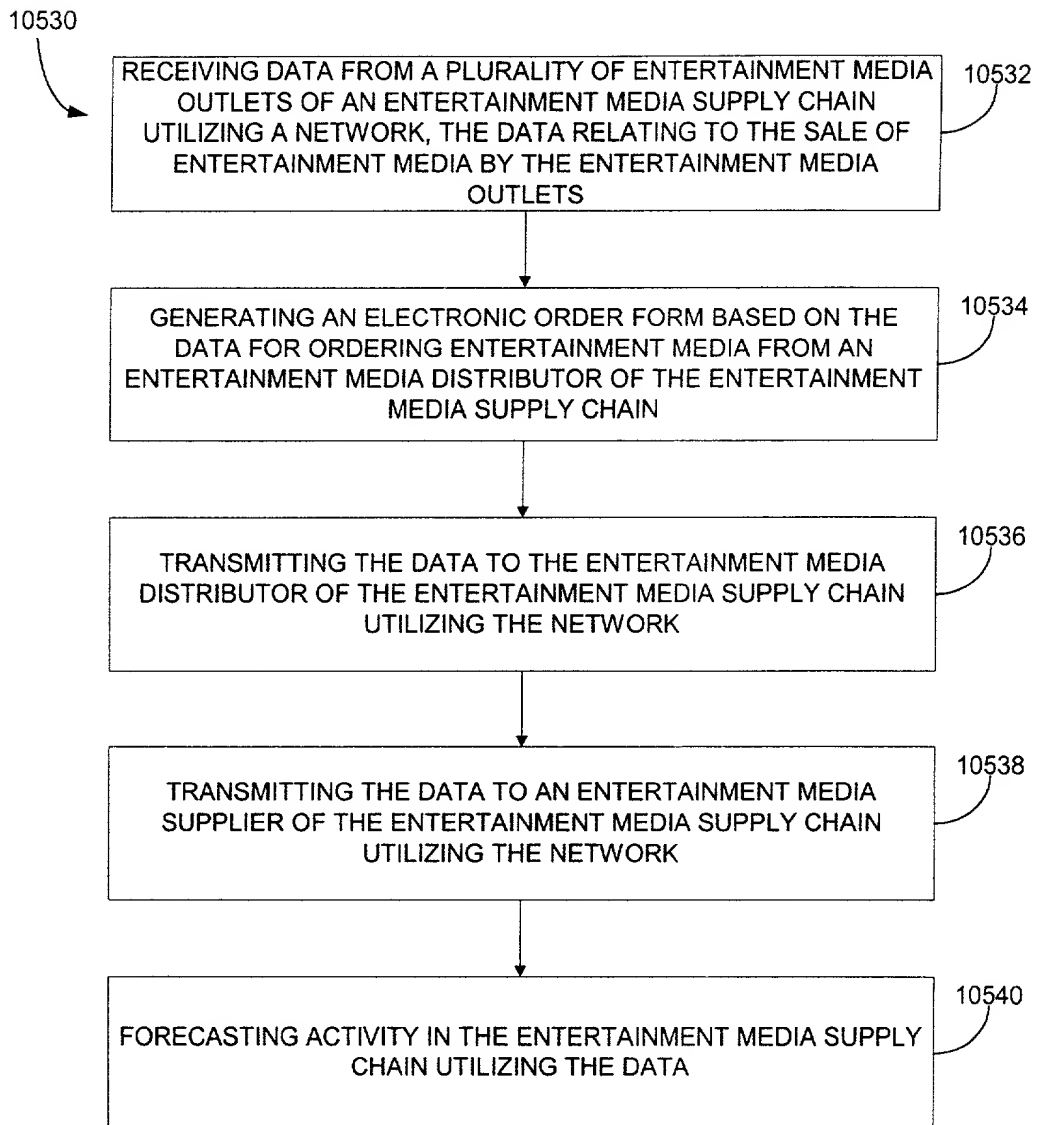 10530
RECEIVING DATA FROM A PLURALITY OF ENTERTAINMENT MEDIA
OUTLETS OF AN ENTERTAINMENT MEDIA SUPPLY CHAIN
UTILIZING A NETWORK, THE DATA RELATING TO THE SALE OF
ENTERTAINMENT MEDIA BY THE ENTERTAINMENT MEDIA
OUTLETS
10532
GENERATING AN ELECTRONIC ORDER FORM BASED ON THE
DATA FOR ORDERING ENTERTAINMENT MEDIA FROM AN
ENTERTAINMENT MEDIA DISTRIBUTOR OF THE ENTERTAINMENT
MEDIA SUPPLY CHAIN
10534
TRANSMITTING THE DATA TO THE ENTERTAINMENT MEDIA
DISTRIBUTOR OF THE ENTERTAINMENT MEDIA SUPPLY CHAIN
UTILIZING THE NETWORK
10536
TRANSMITTING THE DATA TO AN ENTERTAINMENT MEDIA
SUPPLIER OF THE ENTERTAINMENT MEDIA SUPPLY CHAIN
UTILIZING THE NETWORK
10538
FORECASTING ACTIVITY IN THE ENTERTAINMENT MEDIA SUPPLY
CHAIN UTILIZING THE DATA
10540